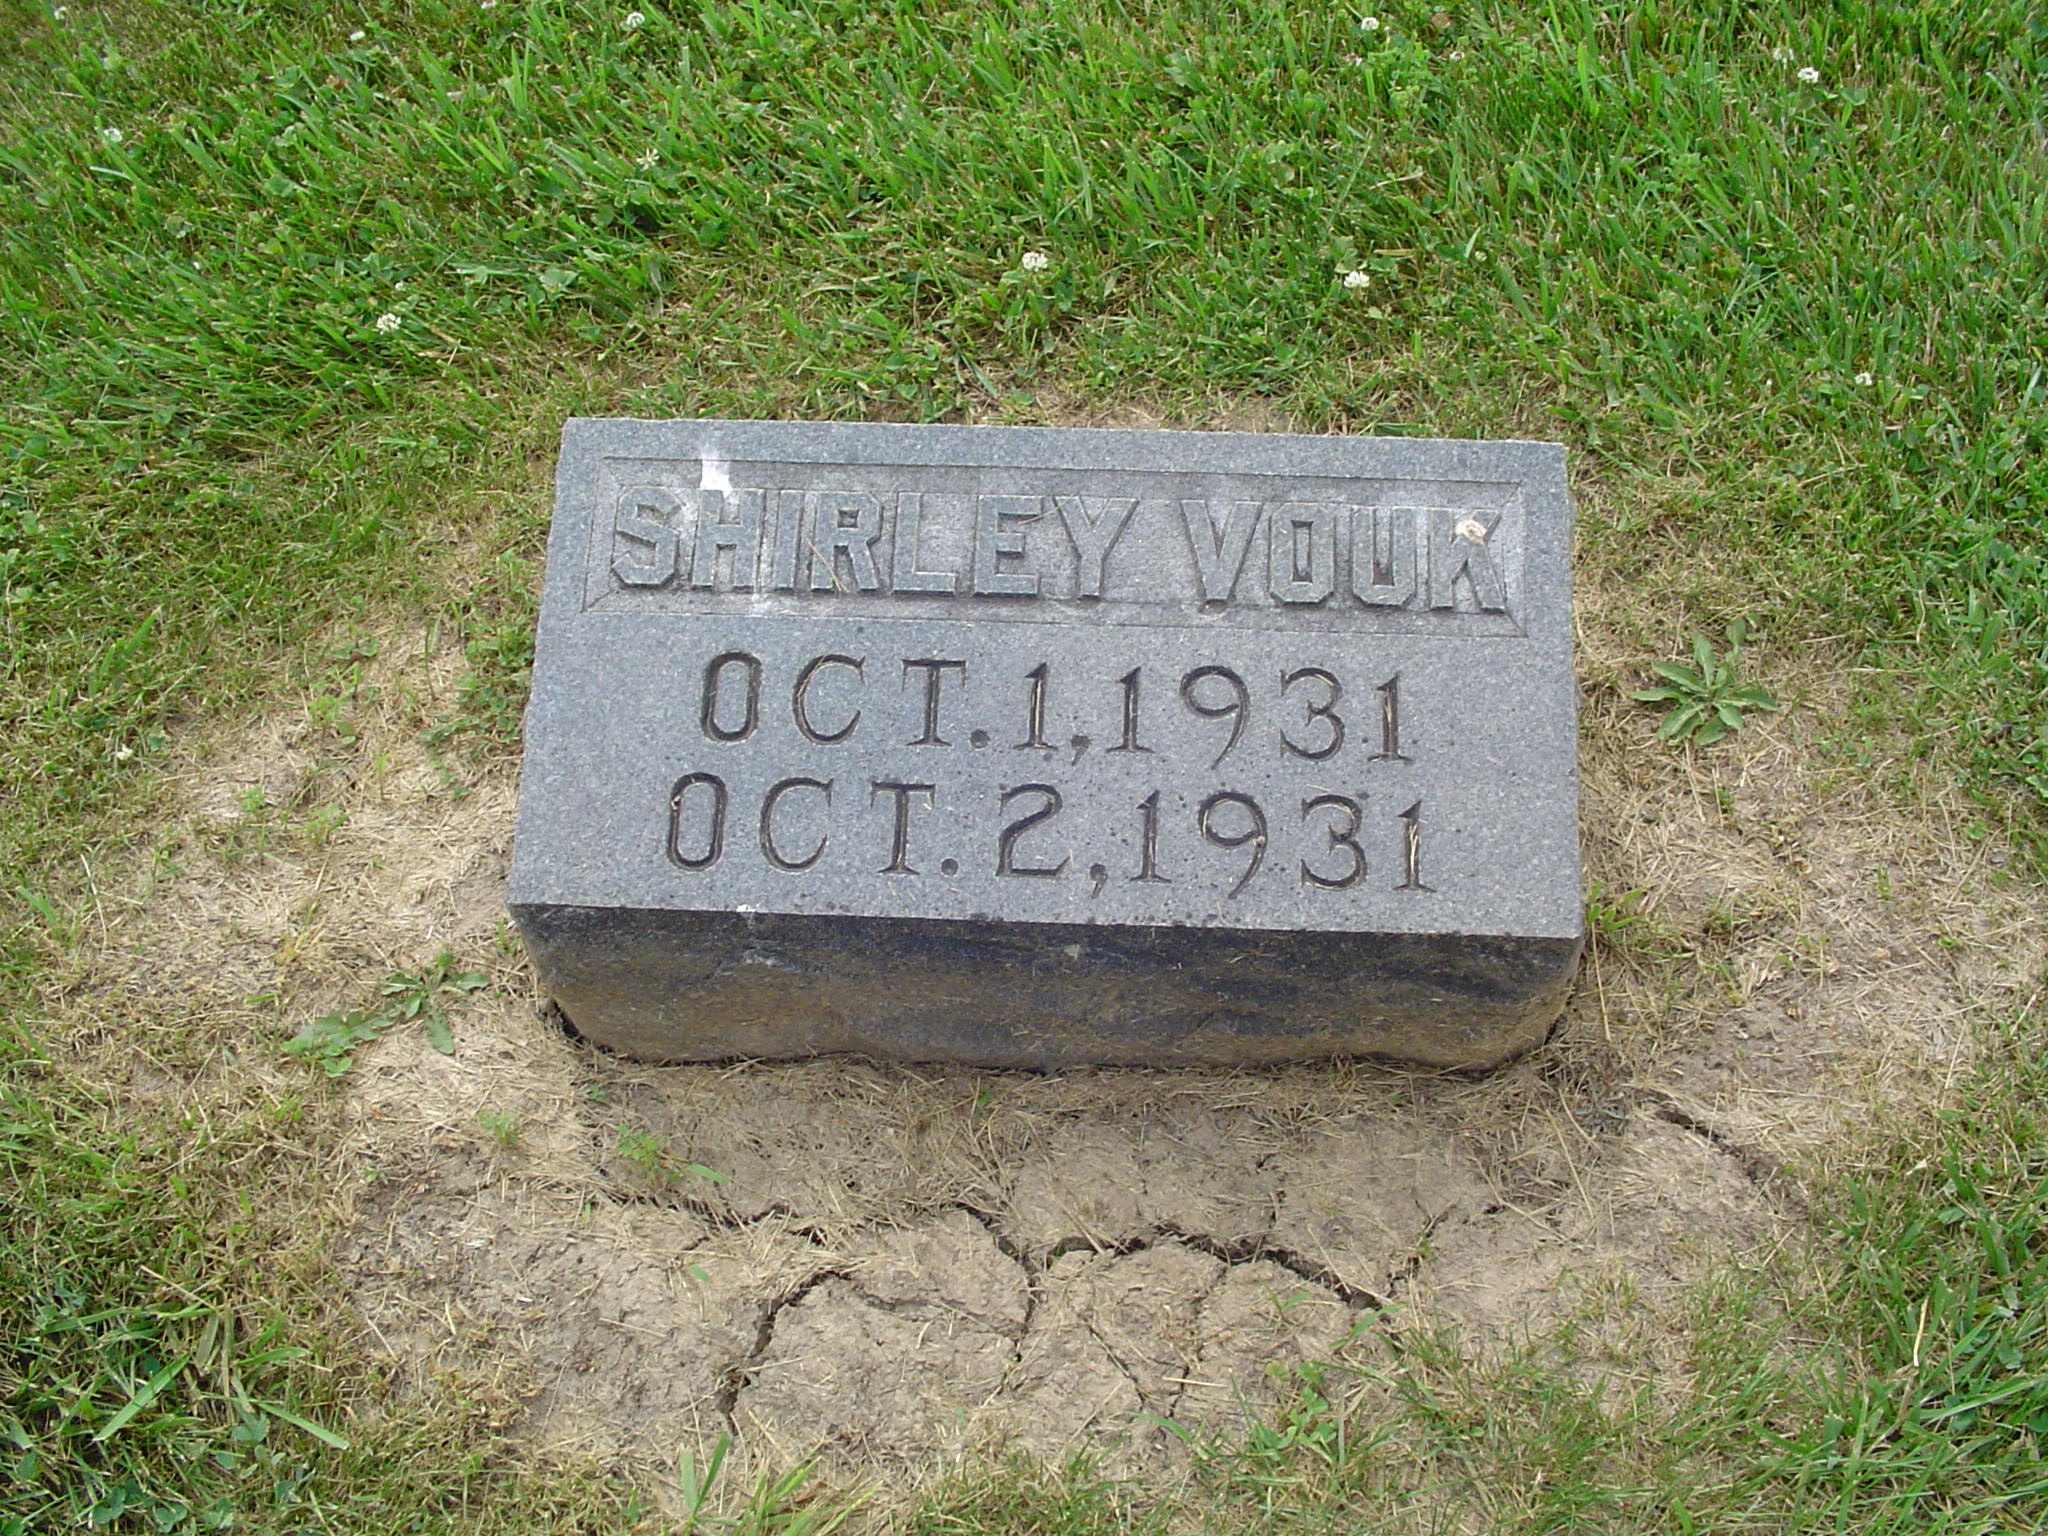 SHIRLEY VOUK
OCT. 1, 1931
OCT. 2, 1931